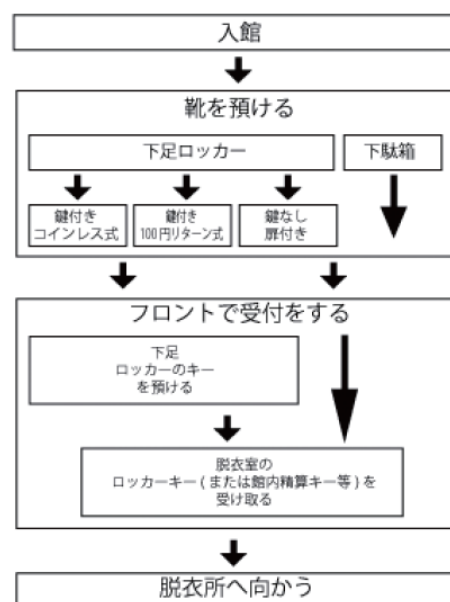 入館
靴を預ける
下足ロッカー
下駄箱
鍵付き
コインレス式
鍵付き
100円リターン式
鍵なし
扉付き
フロントで受付をする
下足
ロッカーのキー
を預ける
脱衣室の
ロッカーキー(または館内精算キー等)を
受け取る
脱衣所へ向かう